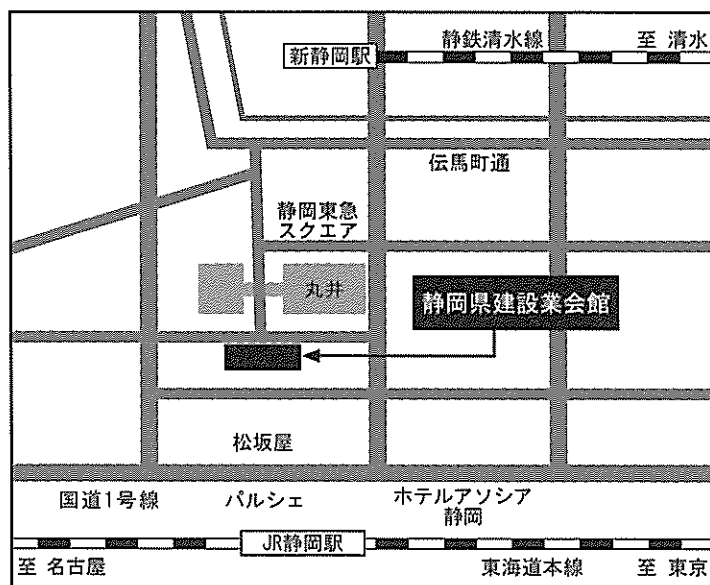 静鉄清水線
至 清水
新静岡駅
伝馬町通
静岡東急
スクエア
丸井
静岡県建設業会館
松坂屋
国道1号線
パルシェ
ホテルアソシア
静岡
JR静岡駅
至 名古屋
東海道本線
至 東京